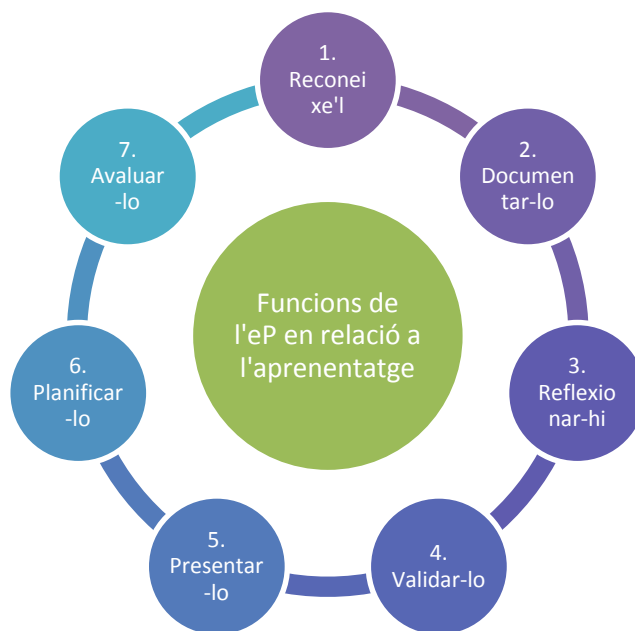 1.
Reconei
xe'l
2.
Documen
tar-lo
3.
Reflexio
nar-hi
4.
Validar-lo
5.
Presentar
-lo
6.
Planificar
-lo
7.
Avaluar
-lo
Funcions de
l'eP en relació a
l'aprenentatge